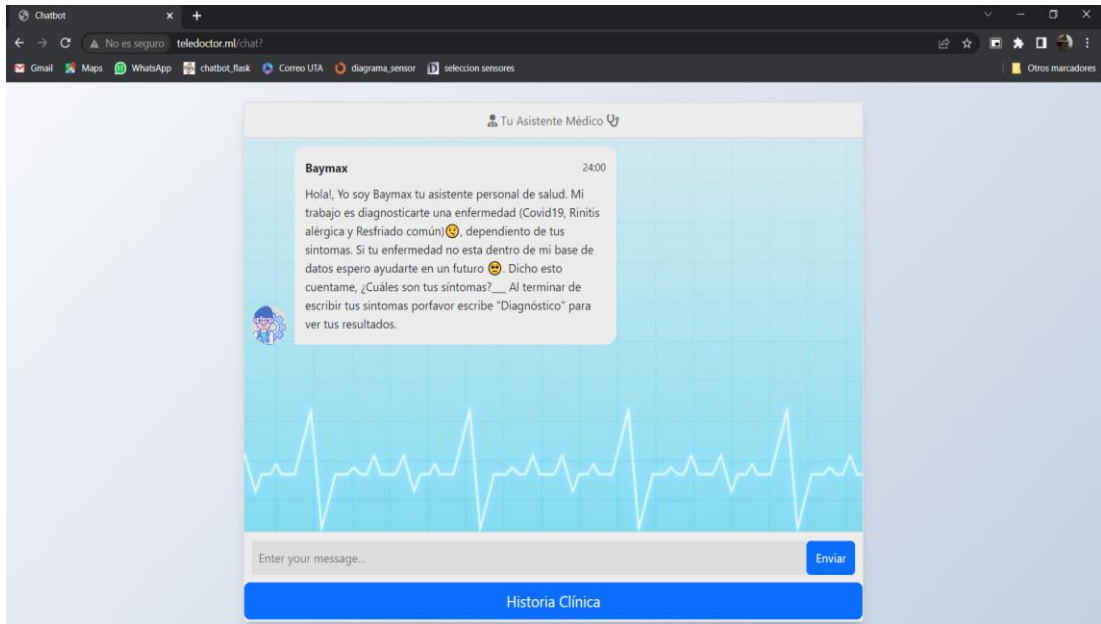 Chatbot
No es seguro teledoctor.ml/chat?
Gmail Maps WhatsApp chatbot_flask Correo UTA diagrama_sensor seleccion sensores Otros marcadores
Tu Asistente Médico
Baymax 24:00
Hola!, Yo soy Baymax tu asistente personal de salud. Mi
trabajo es diagnosticarte una enfermedad (Covid19, Rinitis
alérgica y Resfriado común)🤨, dependiento de tus
sintomas. Si tu enfermedad no esta dentro de mi base de
datos espero ayudarte en un futuro 🥺. Dicho esto
cuentame, ¿Cuáles son tus síntomas?__ Al terminar de
escribir tus sintomas porfavor escribe "Diagnóstico" para
ver tus resultados.
Enter your message...
Enviar
Historia Clínica